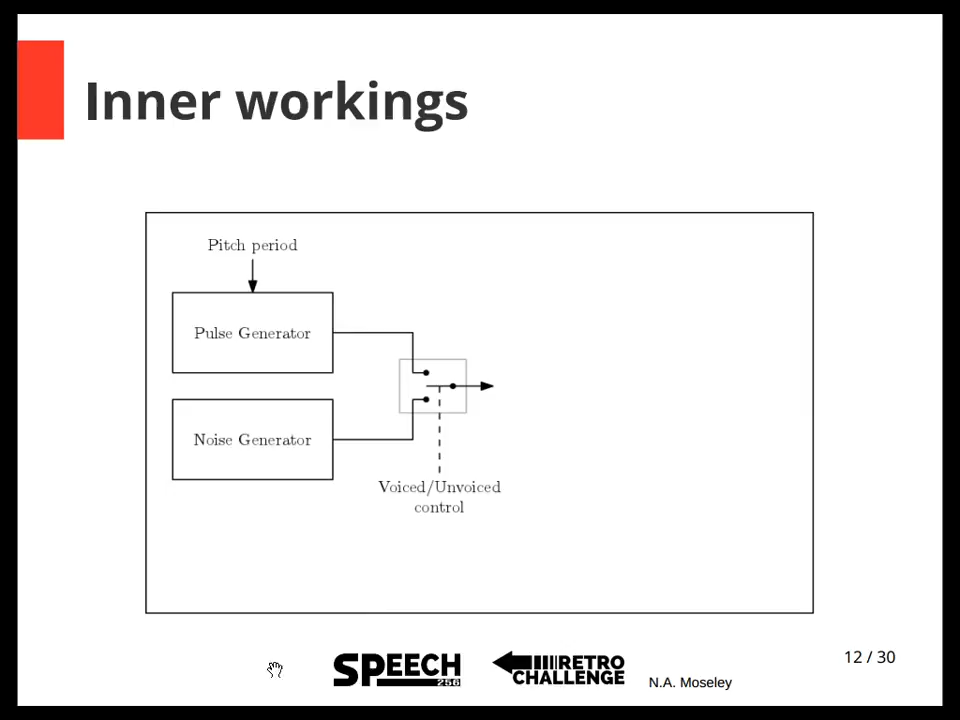 Inner workings
Pitch period
Pulse Generator
Noise Generator
Voiced/Unvoiced
control
SPEECH
256
RETRO
CHALLENGE
N.A. Moseley
12 / 30